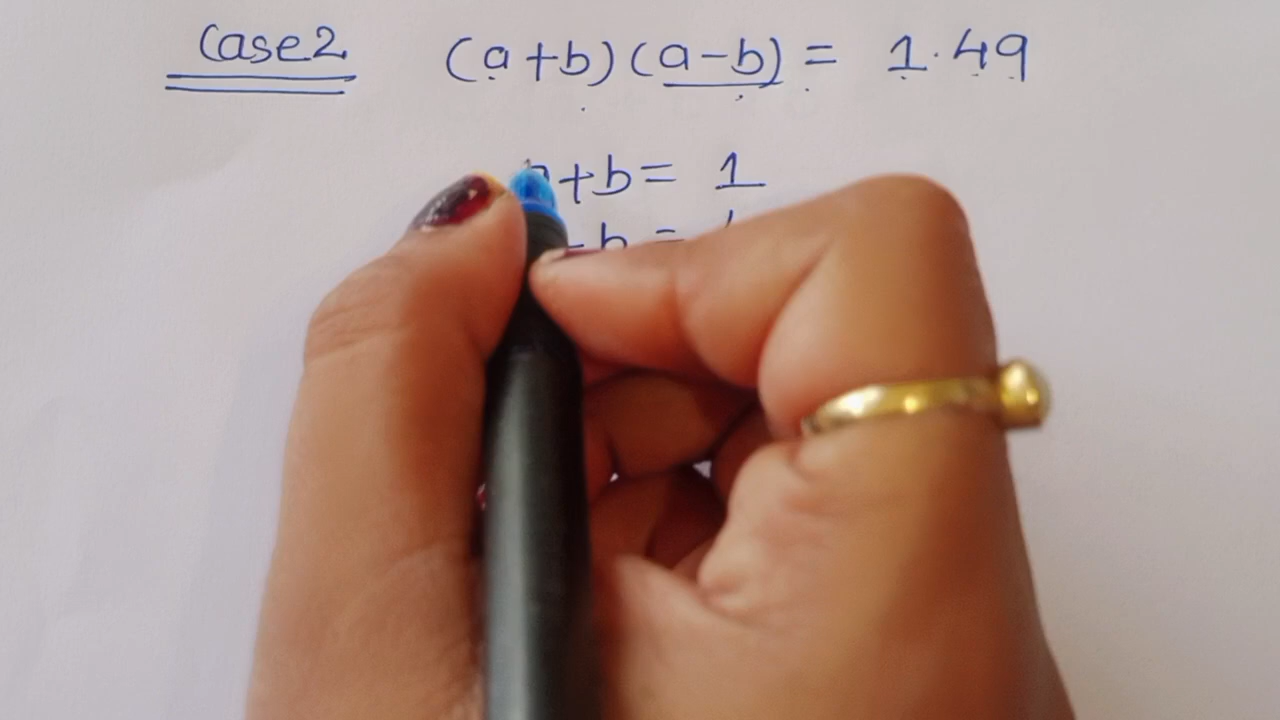 Case2 (a+b)(a-b) = 1.49
a+b= 1
-b =